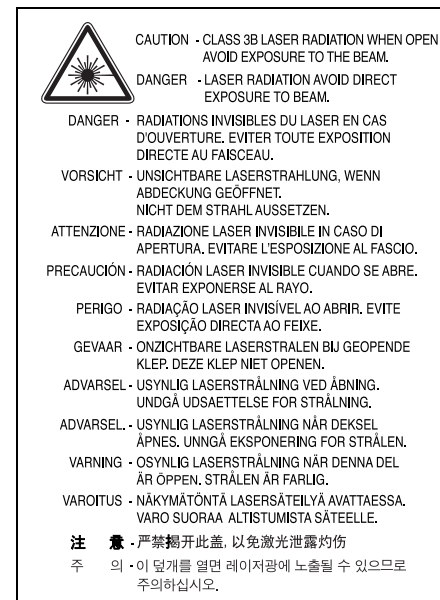 CAUTION - CLASS 3B LASER RADIATION WHEN OPEN
AVOID EXPOSURE TO THE BEAM.
DANGER - LASER RADIATION AVOID DIRECT
EXPOSURE TO BEAM.
DANGER - RADIATIONS INVISIBLES DU LASER EN CAS
D'OUVERTURE. EVITER TOUTE EXPOSITION
DIRECTE AU FAISCEAU.
VORSICHT - UNSICHTBARE LASERSTRAHLUNG, WENN
ABDECKUNG GEÖFFNET.
NICHT DEM STRAHL AUSSETZEN.
ATTENZIONE - RADIAZIONE LASER INVISIBILE IN CASO DI
APERTURA. EVITARE L'ESPOSIZIONE AL FASCIO.
PRECAUCIÓN - RADIACIÓN LASER INVISIBLE CUANDO SE ABRE.
EVITAR EXPONERSE AL RAYO.
PERIGO - RADIAÇÃO LASER INVISÍVEL AO ABRIR. EVITE
EXPOSIÇÃO DIRECTA AO FEIXE.
GEVAAR - ONZICHTBARE LASERSTRALEN BIJ GEOPENDE
KLEP. DEZE KLEP NIET OPENEN.
ADVARSEL - USYNLIG LASERSTRÅLNING VED ÅBNING.
UNDGÅ UDSAETTELSE FOR STRÅLNING.
ADVARSEL. - USYNLIG LASERSTRÅLNING NÅR DEKSEL
ÅPNES. UNNGÅ EKSPONERING FOR STRÅLEN.
VARNING - OSYNLIG LASERSTRÅLNING NÄR DENNA DEL
ÄR ÖPPEN. STRÅLEN ÄR FARLIG.
VAROITUS - NÄKYMÄTÖNTÄ LASERSÄTEILYÄ AVATTAESSA.
VARO SUORAA ALTISTUMISTA SÄTEELLE.
注 意 - 严禁揭开此盖, 以免激光泄露灼伤
주 의 - 이 덮개를 열면 레이저광에 노출될 수 있으므로
주의하십시오.